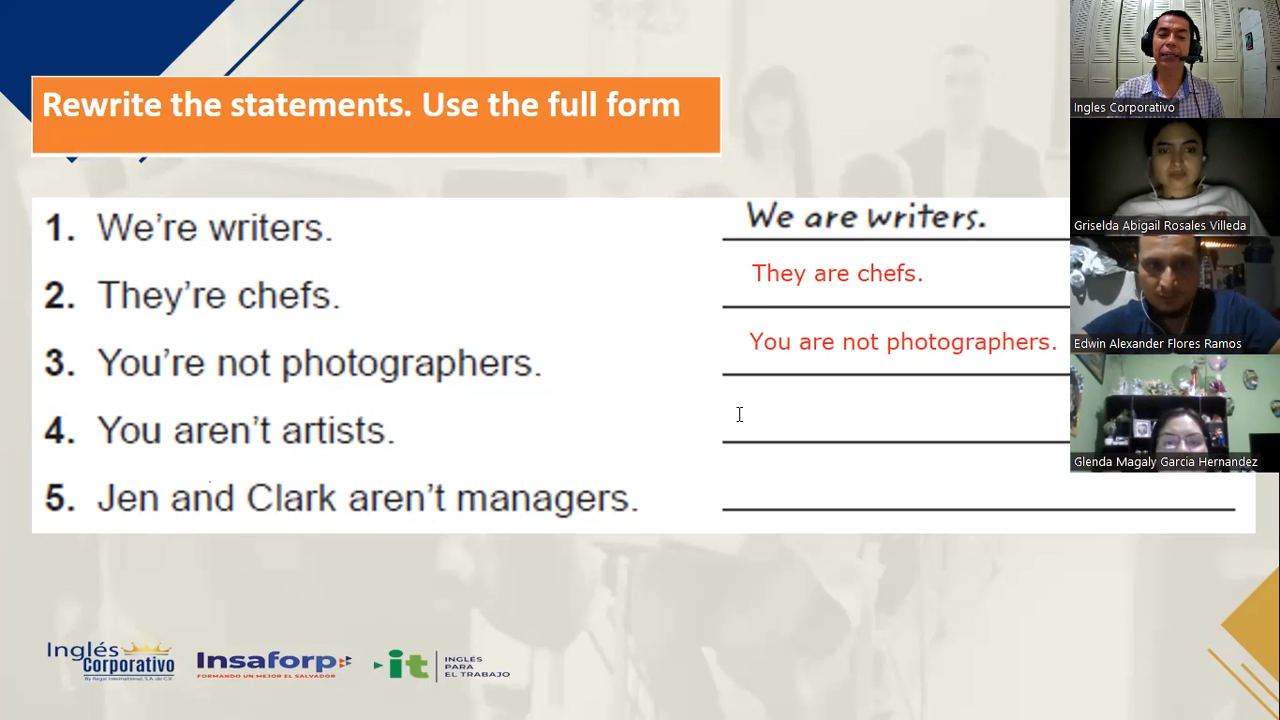 Rewrite the statements. Use the full form
1. We're writers.
We are writers.
2. They're chefs.
They are chefs.
3. You're not photographers.
You are not photographers.
4. You aren't artists.
5. Jen and Clark aren't managers.
Ingles Corporativo
Griselda Abigail Rosales Villeda
Edwin Alexander Flores Ramos
Glenda Magaly Garcia Hernandez
Inglés
Corporativo
By Regal International, S.A. de C.V.
Insaforp
FORMANDO UN MEJOR EL SALVADOR
it
INGLÉS
PARA
EL TRABAJO